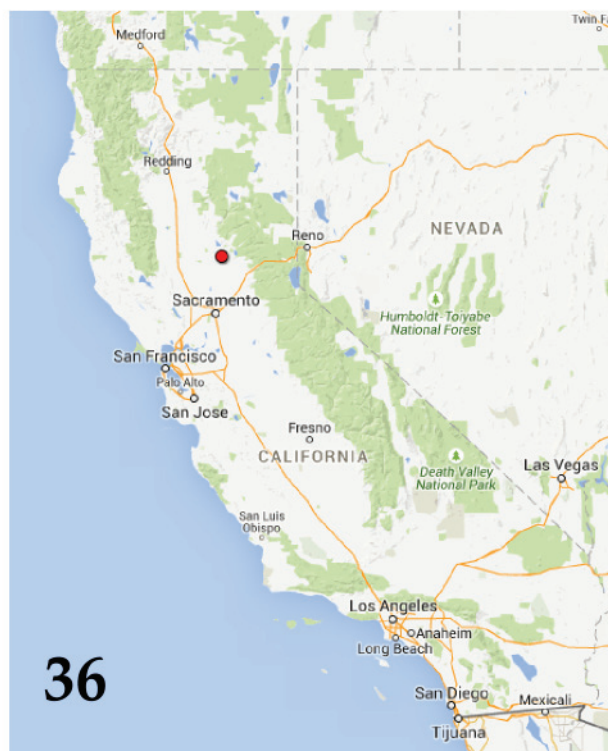 Twin Fa
Medford
Redding
Reno
NEVADA
Sacramento
Humboldt-Toiyabe
National Forest
San Francisco
Palo Alto
San Jose
Fresno
CALIFORNIA
Death Valley
National Park
Las Vegas
San Luis
Obispo
Los Angeles
Anaheim
Long Beach
36
San Diego
Mexicali
Tijuana